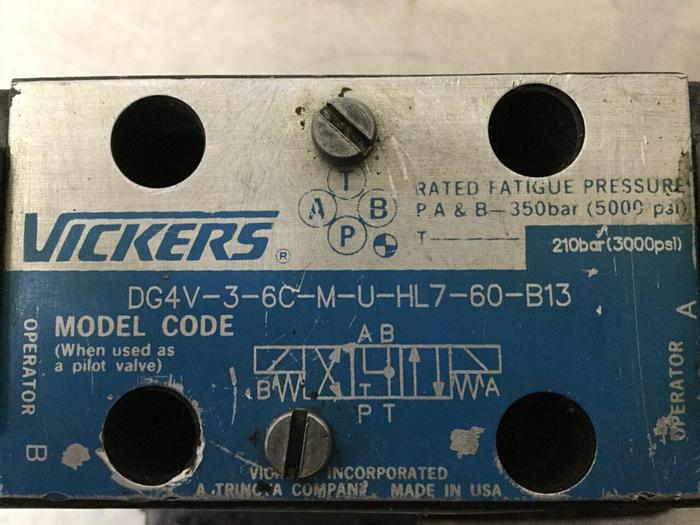 T
A B
P
VICKERS ®
RATED FATIGUE PRESSURE
P A & B—350bar (5000 psi)
T
210bar (3000psi)
DG4V-3-6C-M-U-HL7-60-B13
MODEL CODE
(When used as
a pilot valve)
A B
B T A
P T
OPERATOR B
OPERATOR A
INCORPORATED
A TRINOVA COMPANY MADE IN USA